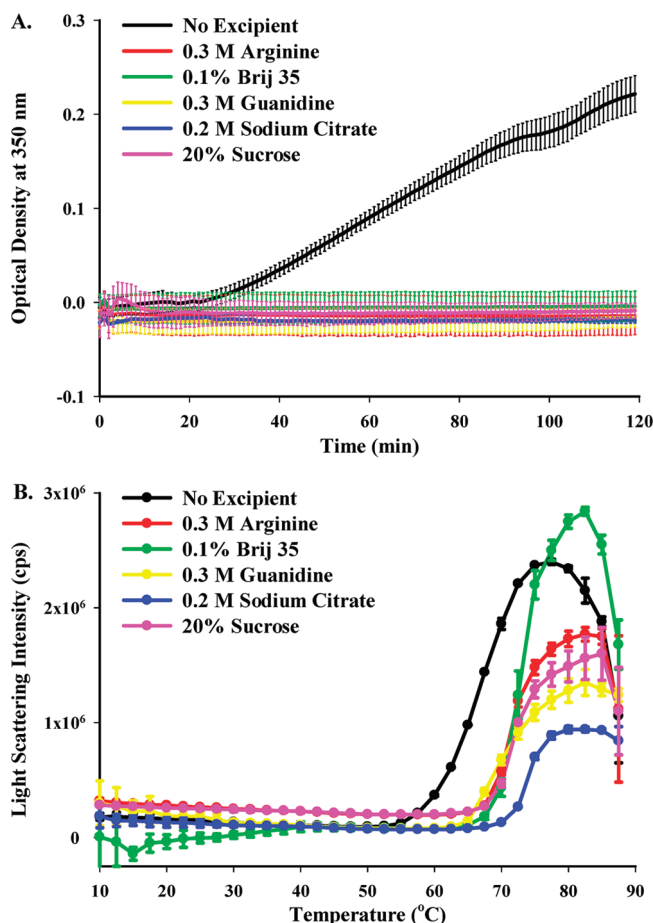 A.
No Excipient
0.3 M Arginine
0.1% Brij 35
0.3 M Guanidine
0.2 M Sodium Citrate
20% Sucrose
Optical Density at 350 nm
0.3
0.2
0.1
0.0
-0.1
0 20 40 60 80 100 120
Time (min)
B.
No Excipient
0.3 M Arginine
0.1% Brij 35
0.3 M Guanidine
0.2 M Sodium Citrate
20% Sucrose
Light Scattering Intensity (cps)
3x10⁶
2x10⁶
1x10⁶
0
10 20 30 40 50 60 70 80 90
Temperature (°C)